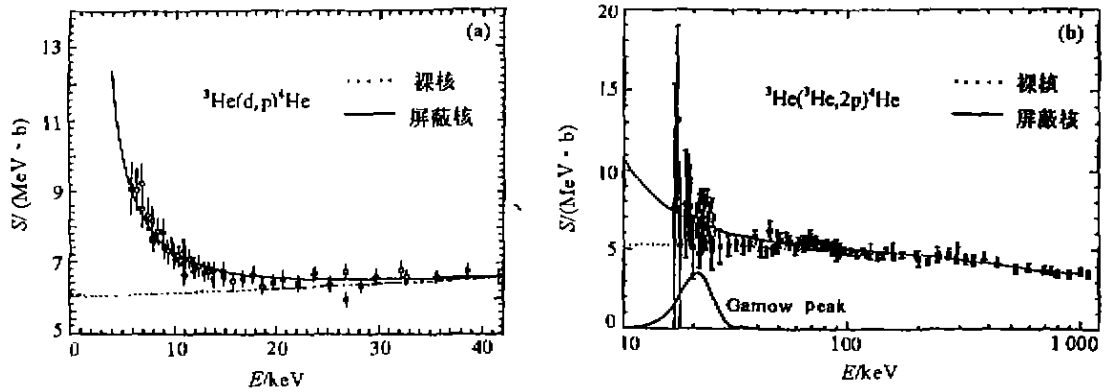 (a)
13
11
9
7
5
S/ (MeV · b)
³He(d, p)⁴He
裸核
屏蔽核
0 10 20 30 40
E/keV
(b)
20
15
10
5
0
S/(MeV · b)
³He(³He,2p)⁴He
裸核
屏蔽核
Gamow peak
10 100 1 000
E/keV